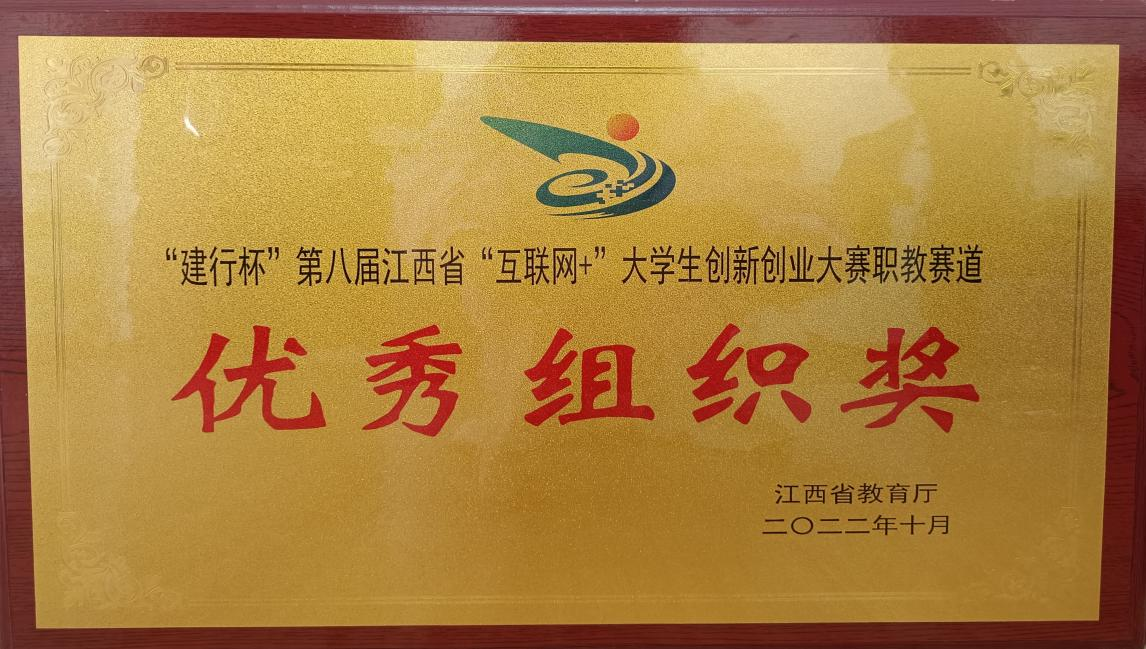 “建行杯”第八届江西省“互联网+”大学生创新创业大赛职教赛道
优秀组织奖
江西省教育厅
二〇二二年十月